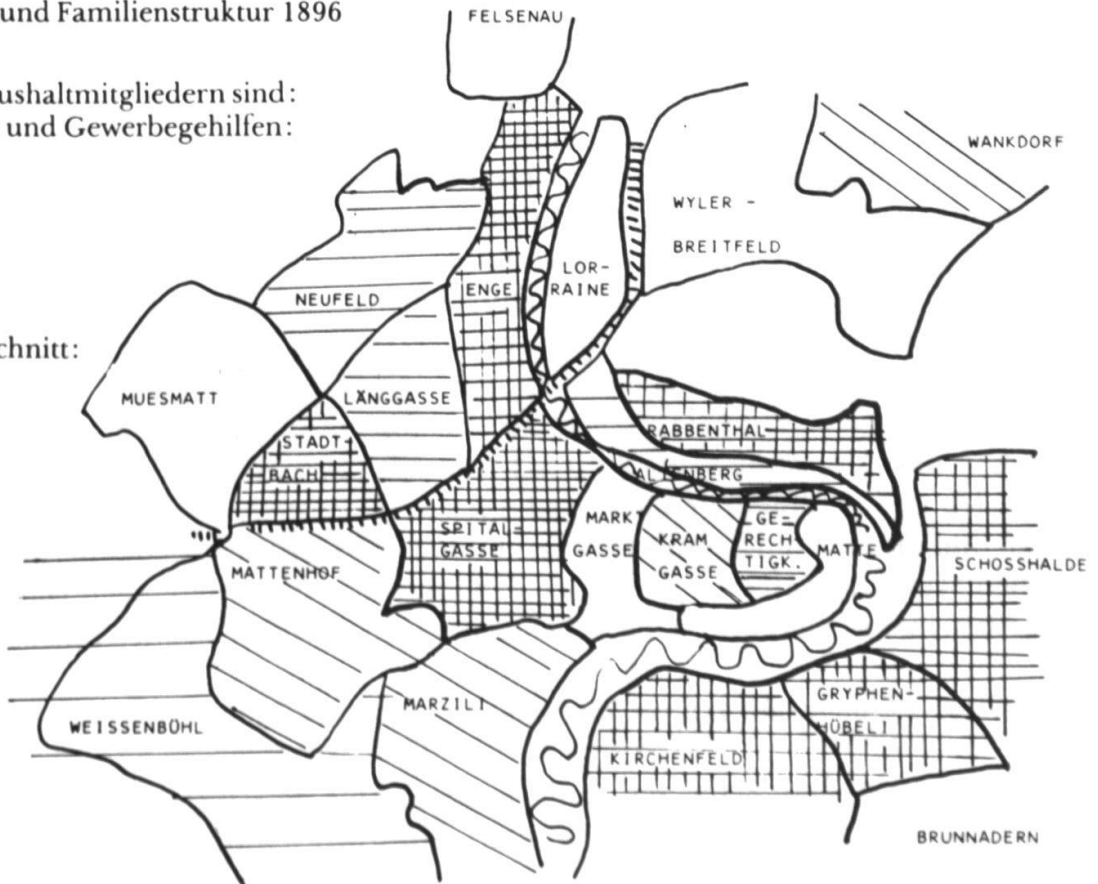 und Familienstruktur 1896
ushaltmitgliedern sind:
und Gewerbegehilfen:
chnitt:
FELSENAU
WANKDORF
WYLER -
BREITFELD
LOR-
RAINE
ENGE
NEUFELD
MUESMATT
LÄNGGASSE
STADT-
BACH
RABBENTHAL
ALTENBERG
SPITAL-
GASSE
MARKT
GASSE
KRAM
GASSE
GE-
RECH-
TIGK.
MATTE
SCHOSSHALDE
MATTENHOF
MARZILI
WEISSENBÜHL
GRYPHEN-
HÜBELI
KIRCHENFELD
BRUNNADERN